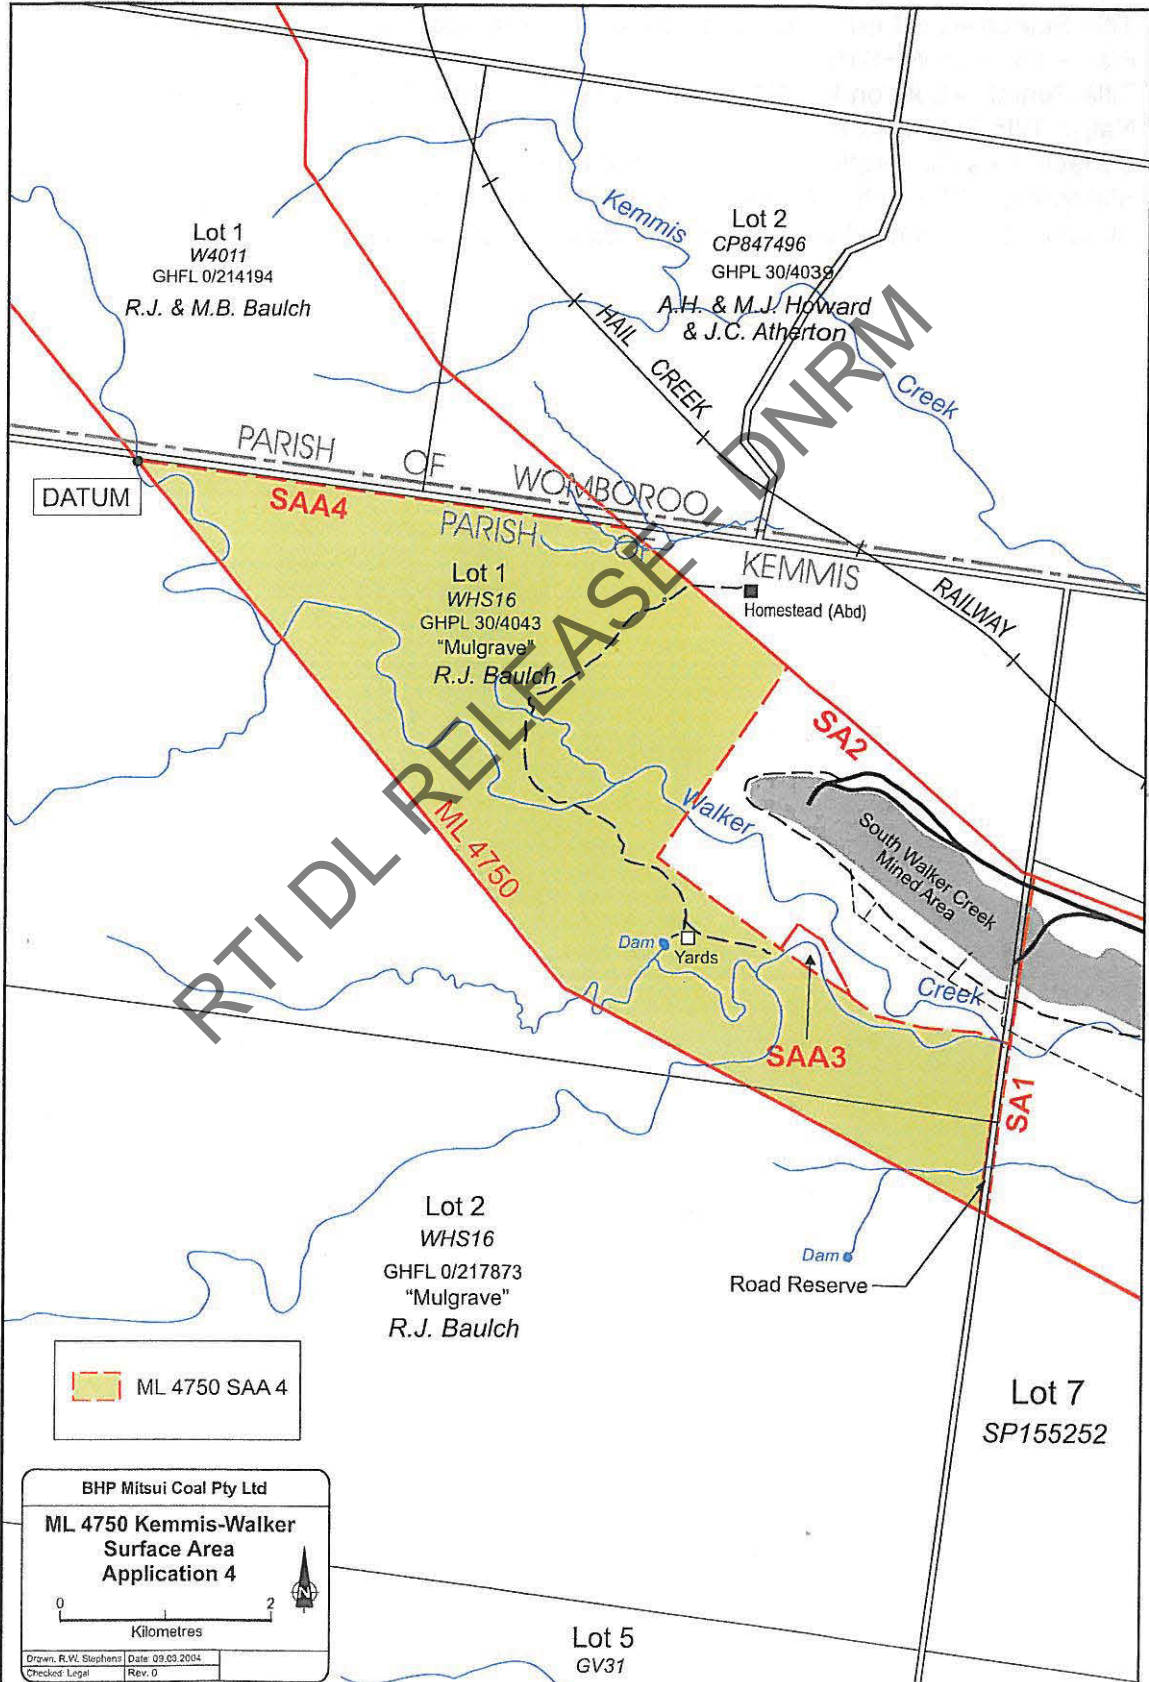 Lot 1
W4011
GHFL 0/214194
R.J. & M.B. Baulch
Kemmis
Lot 2
CP847496
GHPL 30/4039
A.H. & M.J. Howard
& J.C. Atherton
HAIL CREEK RAILWAY
Creek
PARISH OF WOMBOROO
DATUM
SAA4
PARISH OF KEMMIS
Lot 1
WHS16
GHPL 30/4043
"Mulgrave"
R.J. Baulch
Homestead (Abd)
SA2
ML 4750
Walker
South Walker Creek
Mined Area
Dam
Yards
Creek
SAA3
SA1
Lot 2
WHS16
GHFL 0/217873
"Mulgrave"
R.J. Baulch
Dam
Road Reserve
ML 4750 SAA 4
Lot 7
SP155252
BHP Mitsui Coal Pty Ltd
ML 4750 Kemmis-Walker
Surface Area
Application 4
N
0 2
Kilometres
Drawn: R.W. Stephens Date: 09.03.2004
Checked: Legal Rev. 0
Lot 5
GV31
RTI DL RELEASE - DNRM